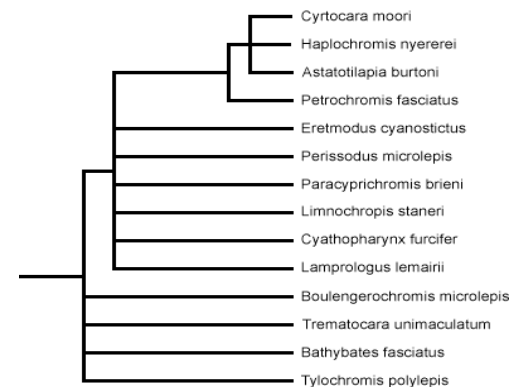 Cyrtocara moori
Haplochromis nyererei
Astatotilapia burtoni
Petrochromis fasciatus
Eretmodus cyanostictus
Perissodus microlepis
Paracyprichromis brieni
Limnochropis staneri
Cyathopharynx furcifer
Lamprologus lemairii
Boulengerochromis microlepis
Trematocara unimaculatum
Bathybates fasciatus
Tylochromis polylepis